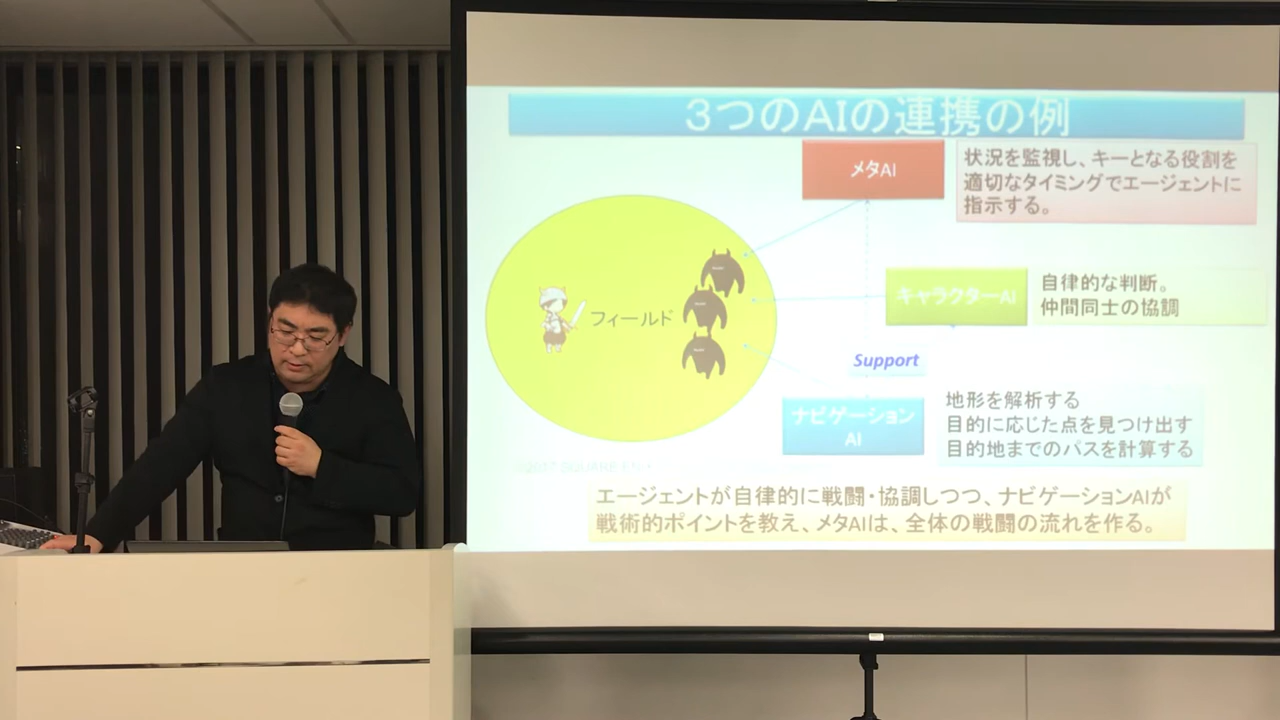 3つのAIの連携の例
メタAI
状況を監視し、キーとなる役割を
適切なタイミングでエージェントに
指示する。
フィールド
キャラクターAI
自律的な判断。
仲間同士の協調
Support
ナビゲーション
AI
地形を解析する
目的に応じた点を見つけ出す
目的地までのパスを計算する
エージェントが自律的に戦闘・協調しつつ、ナビゲーションAIが
戦術的ポイントを教え、メタAIは、全体の戦闘の流れを作る。